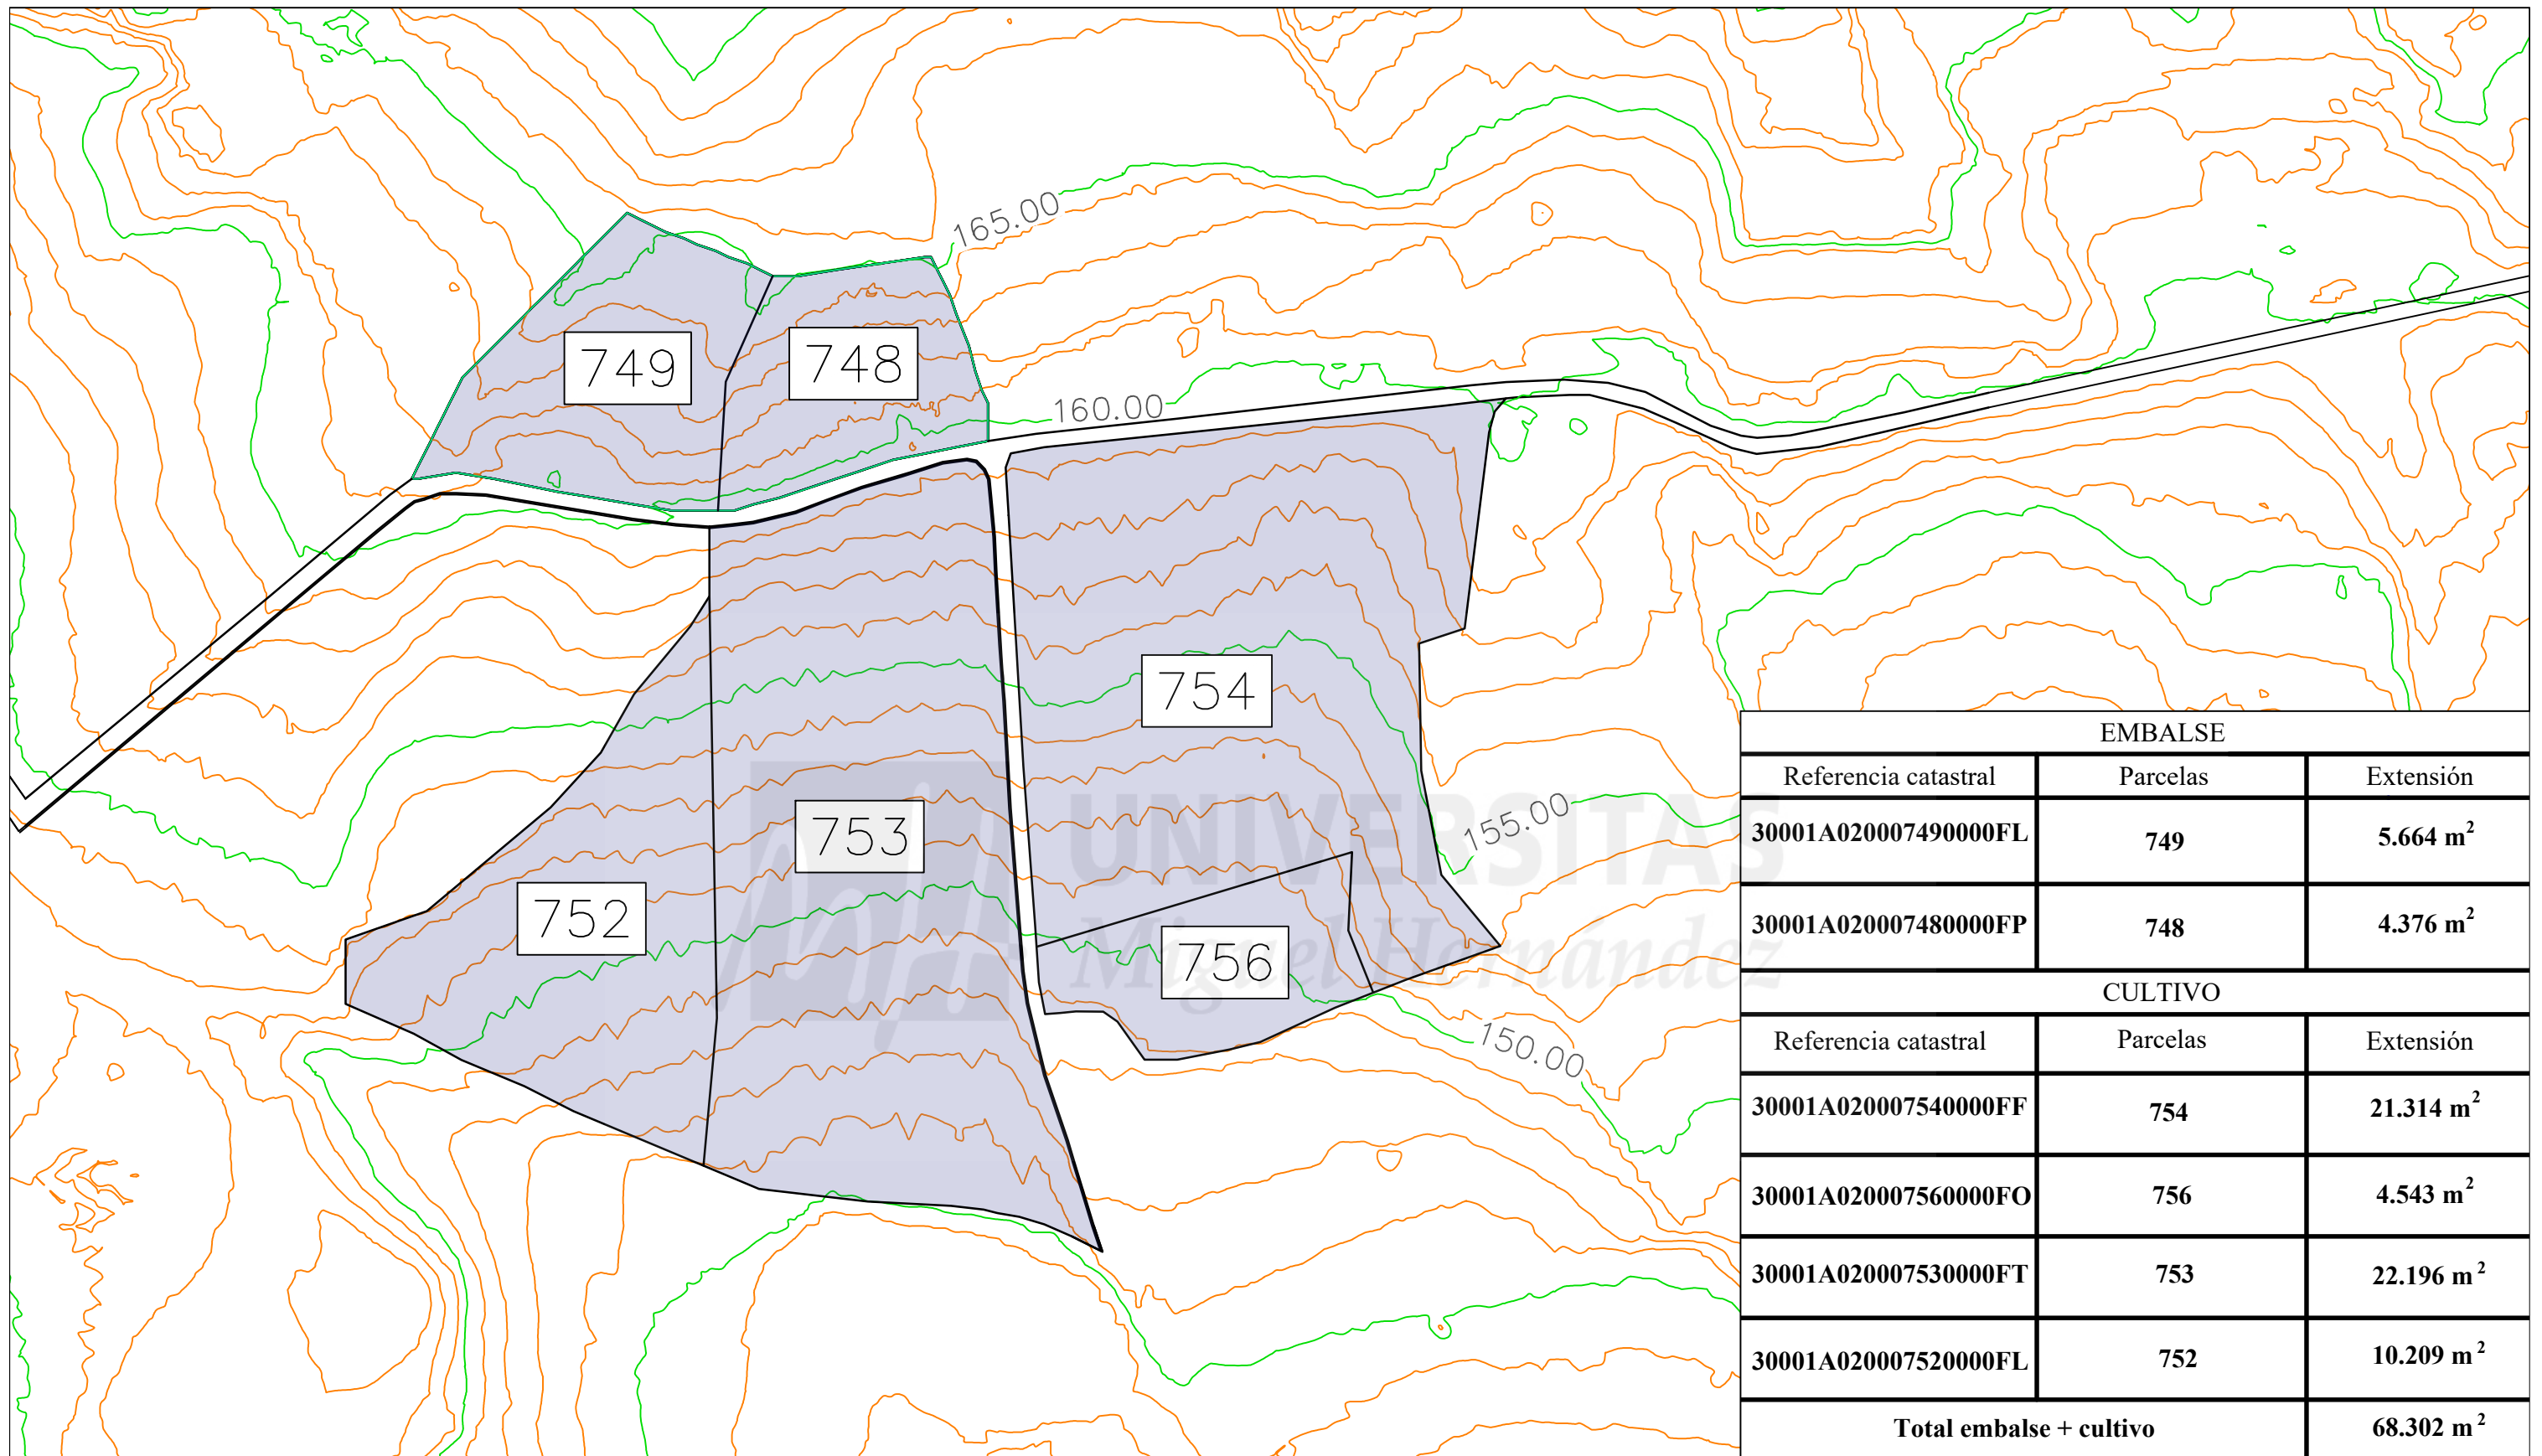 165.00
749
748
160.00
754
155.00
753
752
756
150.00
UNIVERSITAS
Miguel Hernández
EMBALSE
Referencia catastral Parcelas Extensión
30001A020007490000FL 749 5.664 m²
30001A020007480000FP 748 4.376 m²
CULTIVO
Referencia catastral Parcelas Extensión
30001A020007540000FF 754 21.314 m²
30001A020007560000FO 756 4.543 m²
30001A020007530000FT 753 22.196 m²
30001A020007520000FL 752 10.209 m²
Total embalse + cultivo 68.302 m²